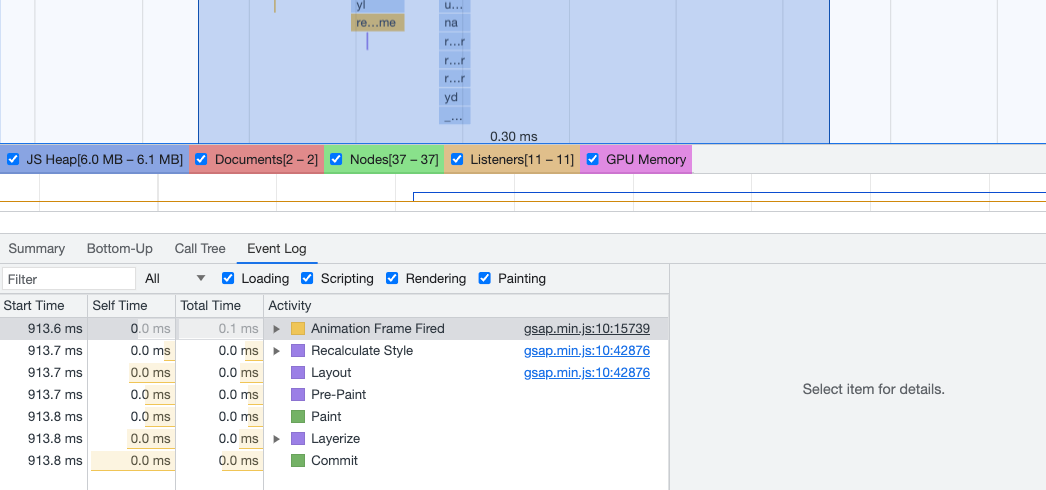 yl u...
re...me na
r...r
r...r
r...r
yd
_...
0.30 ms
JS Heap[6.0 MB – 6.1 MB] Documents[2 – 2] Nodes[37 – 37] Listeners[11 – 11] GPU Memory
Summary Bottom-Up Call Tree Event Log
Filter All Loading Scripting Rendering Painting
Start Time Self Time Total Time Activity
913.6 ms 0.0 ms 0.1 ms Animation Frame Fired gsap.min.js:10:15739
913.7 ms 0.0 ms 0.0 ms Recalculate Style gsap.min.js:10:42876
913.7 ms 0.0 ms 0.0 ms Layout gsap.min.js:10:42876
913.7 ms 0.0 ms 0.0 ms Pre-Paint
913.8 ms 0.0 ms 0.0 ms Paint
913.8 ms 0.0 ms 0.0 ms Layerize
913.8 ms 0.0 ms 0.0 ms Commit
Select item for details.